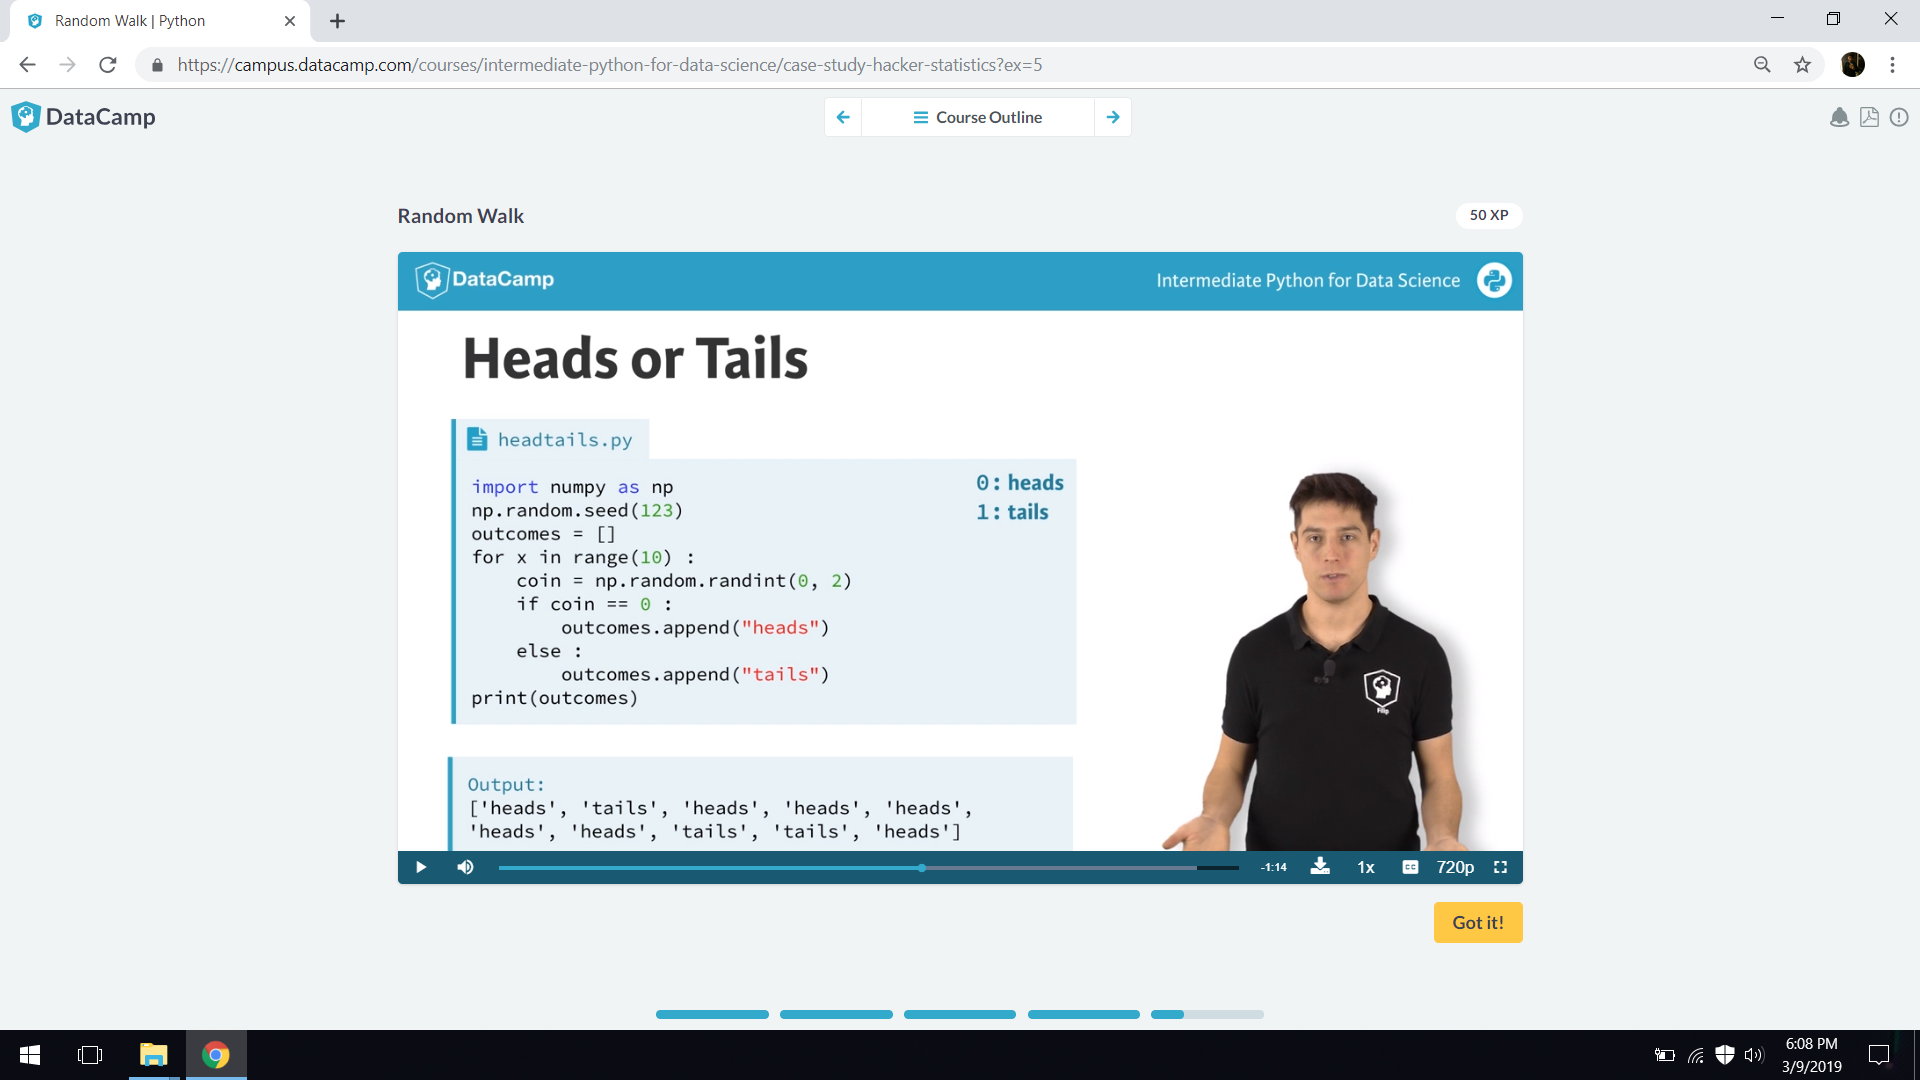 Random Walk | Python
https://campus.datacamp.com/courses/intermediate-python-for-data-science/case-study-hacker-statistics?ex=5
DataCamp
Course Outline
Random Walk
50 XP
DataCamp
Intermediate Python for Data Science
Heads or Tails
headtails.py
import numpy as np
np.random.seed(123)
outcomes = []
for x in range(10) :
    coin = np.random.randint(0, 2)
    if coin == 0 :
        outcomes.append("heads")
    else :
        outcomes.append("tails")
print(outcomes)
0: heads
1: tails
Filip
Output:
['heads', 'tails', 'heads', 'heads', 'heads',
'heads', 'heads', 'tails', 'tails', 'heads']
-1:14
1x
CC
720p
Got it!
6:08 PM
3/9/2019